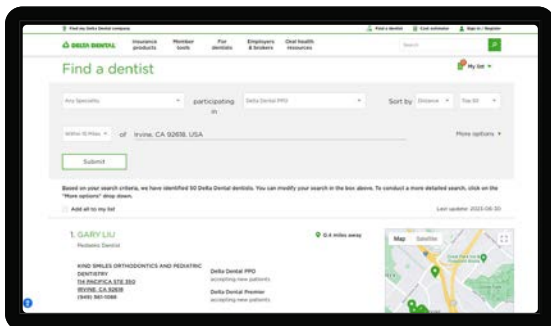 Find my Delta Dental company
Find a dentist
Cost estimator
Sign in / Register
DELTA DENTAL
Insurance products
Member tools
For dentists
Employers & brokers
Oral health resources
Search
Find a dentist
My list
Any Specialty
participating in
Delta Dental PPO
Sort by
Distance
Top 50
Within 15 Miles
of
Irvine, CA 92618, USA
More options
Submit
Based on your search criteria, we have identified 50 Delta Dental dentists. You can modify your search in the box above. To conduct a more detailed search, click on the
"More options" drop down.
Add all to my list
Last update: 2023-08-30
1. GARY LIU
0.4 miles away
Pediatric Dentist
Map
Satellite
KIND SMILES ORTHODONTICS AND PEDIATRIC
DENTISTRY
114 PACIFICA STE 350
IRVINE, CA 92618
Delta Dental PPO
accepting new patients
Delta Dental Premier
accepting new patients